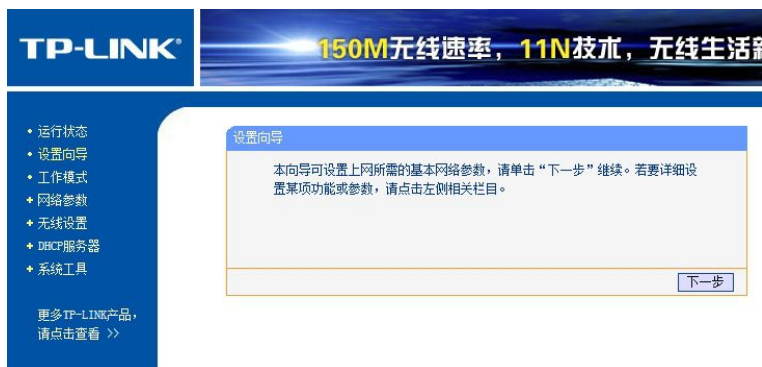 TP-LINK®
150M无线速率，11N技术，无线生活
• 运行状态
• 设置向导
• 工作模式
+ 网络参数
+ 无线设置
+ DHCP服务器
+ 系统工具
更多TP-LINK产品，
请点击查看 >>
设置向导
本向导可设置上网所需的基本网络参数，请单击“下一步”继续。若要详细设
置某项功能或参数，请点击左侧相关栏目。
下一步